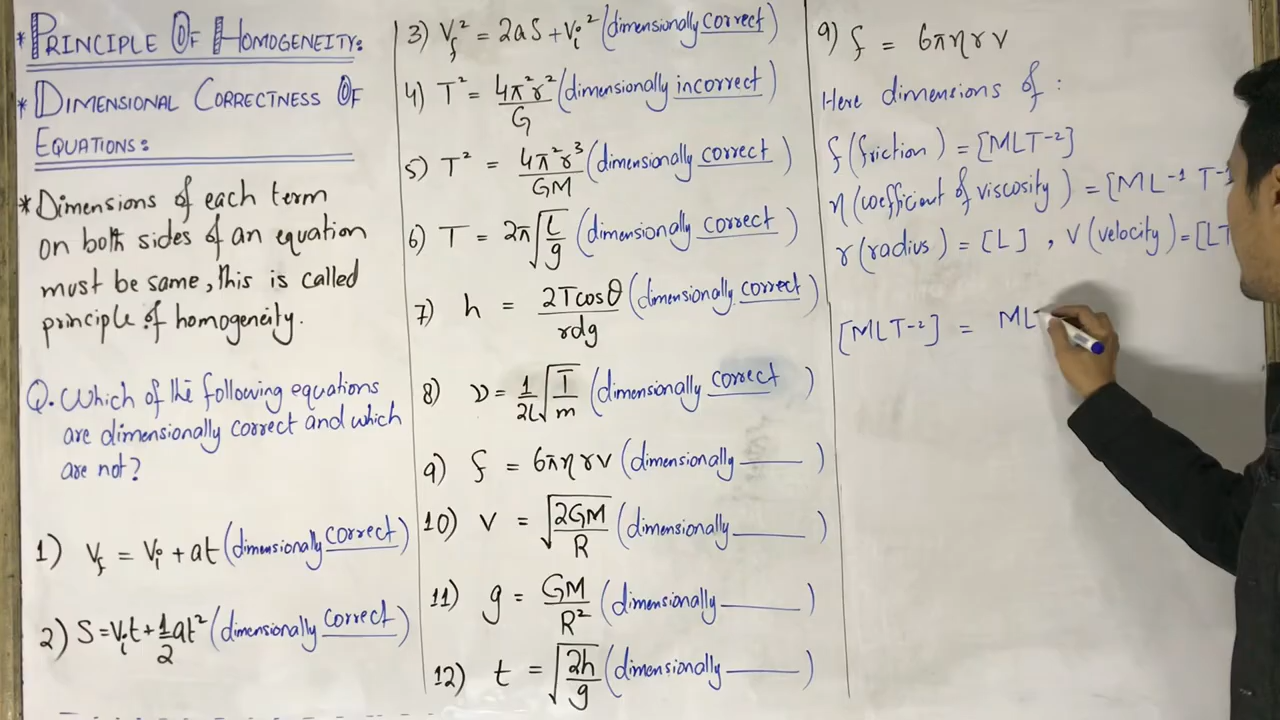 * PRINCIPLE OF HOMOGENEITY:
* DIMENSIONAL CORRECTNESS OF
EQUATIONS:
* Dimensions of each term
on both sides of an equation
must be same, this is called
principle of homogeneity.
Q. Which of the following equations
are dimensionally correct and which
are not?
1) Vf = Vi + at (dimensionally correct)
2) S = Vit + 1/2 at² (dimensionally correct)
3) Vf² = 2aS + Vi² (dimensionally correct)
4) T² = 4π²r²/G (dimensionally incorrect)
5) T² = 4π²r³/GM (dimensionally correct)
6) T = 2π√(L/g) (dimensionally correct)
7) h = 2Tcosθ/rdg (dimensionally correct)
8) ν = 1/2l √(T/m) (dimensionally correct)
9) f = 6πηrv (dimensionally ____)
10) v = √(2GM/R) (dimensionally ____)
11) g = GM/R² (dimensionally ____)
12) t = √(2h/g) (dimensionally ____)
9) f = 6πηrv
Here dimensions of :
f (friction) = [MLT⁻²]
η (coefficient of viscosity) = [ML⁻¹ T⁻¹
r (radius) = [L] , v (velocity) = [LT
[MLT⁻²] = ML⁻